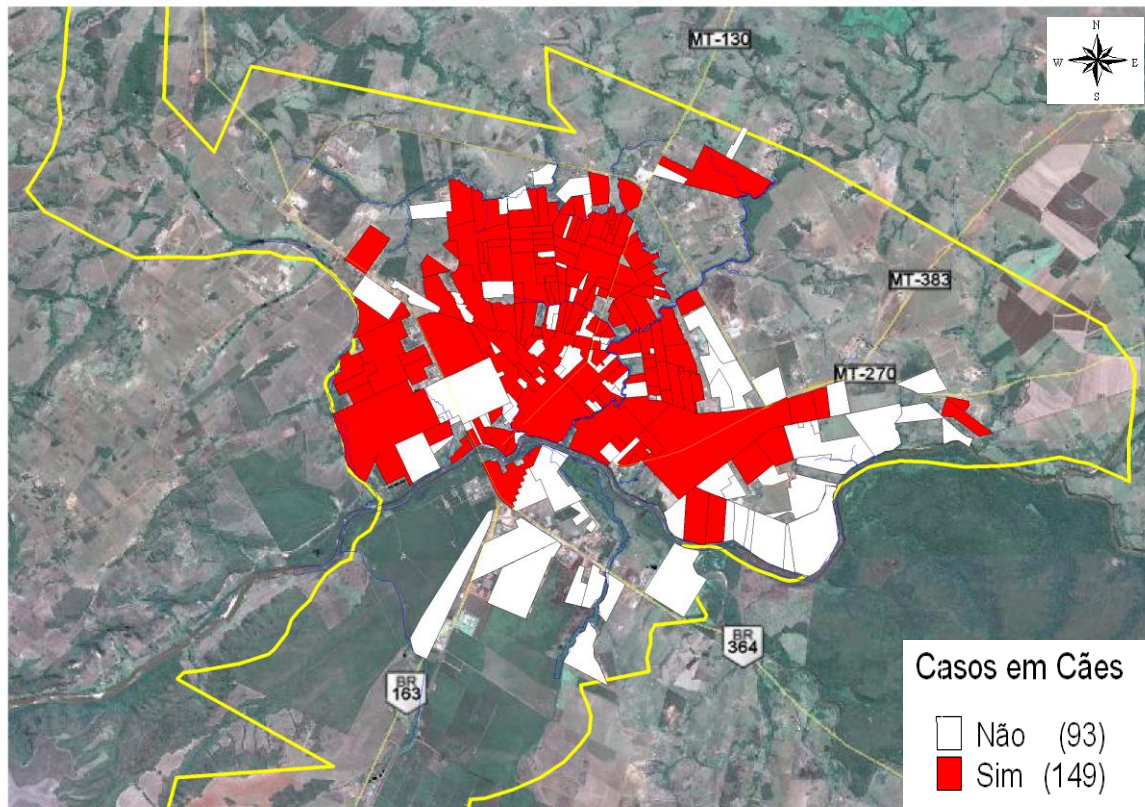 MT-130
N
W E
S
MT-383
MT-270
BR
364
BR
163
Casos em Cães
Não (93)
Sim (149)